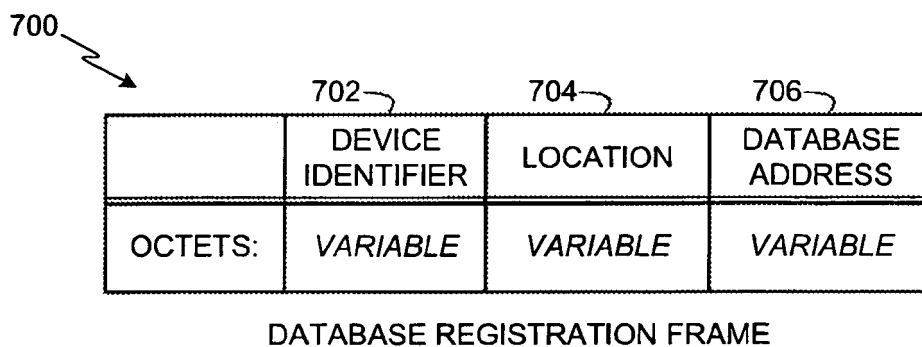 700
702 704 706
DEVICE IDENTIFIER LOCATION DATABASE ADDRESS
OCTETS: VARIABLE VARIABLE VARIABLE
DATABASE REGISTRATION FRAME